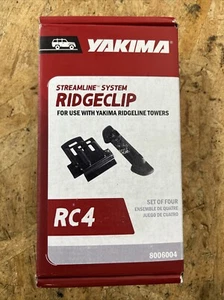 YAKIMA
STREAMLINE™ SYSTEM
RIDGECLIP
FOR USE WITH YAKIMA RIDGELINE TOWERS
RC4
SET OF FOUR
ENSEMBLE DE QUATRE
JUEGO DE CUATRO
8006004